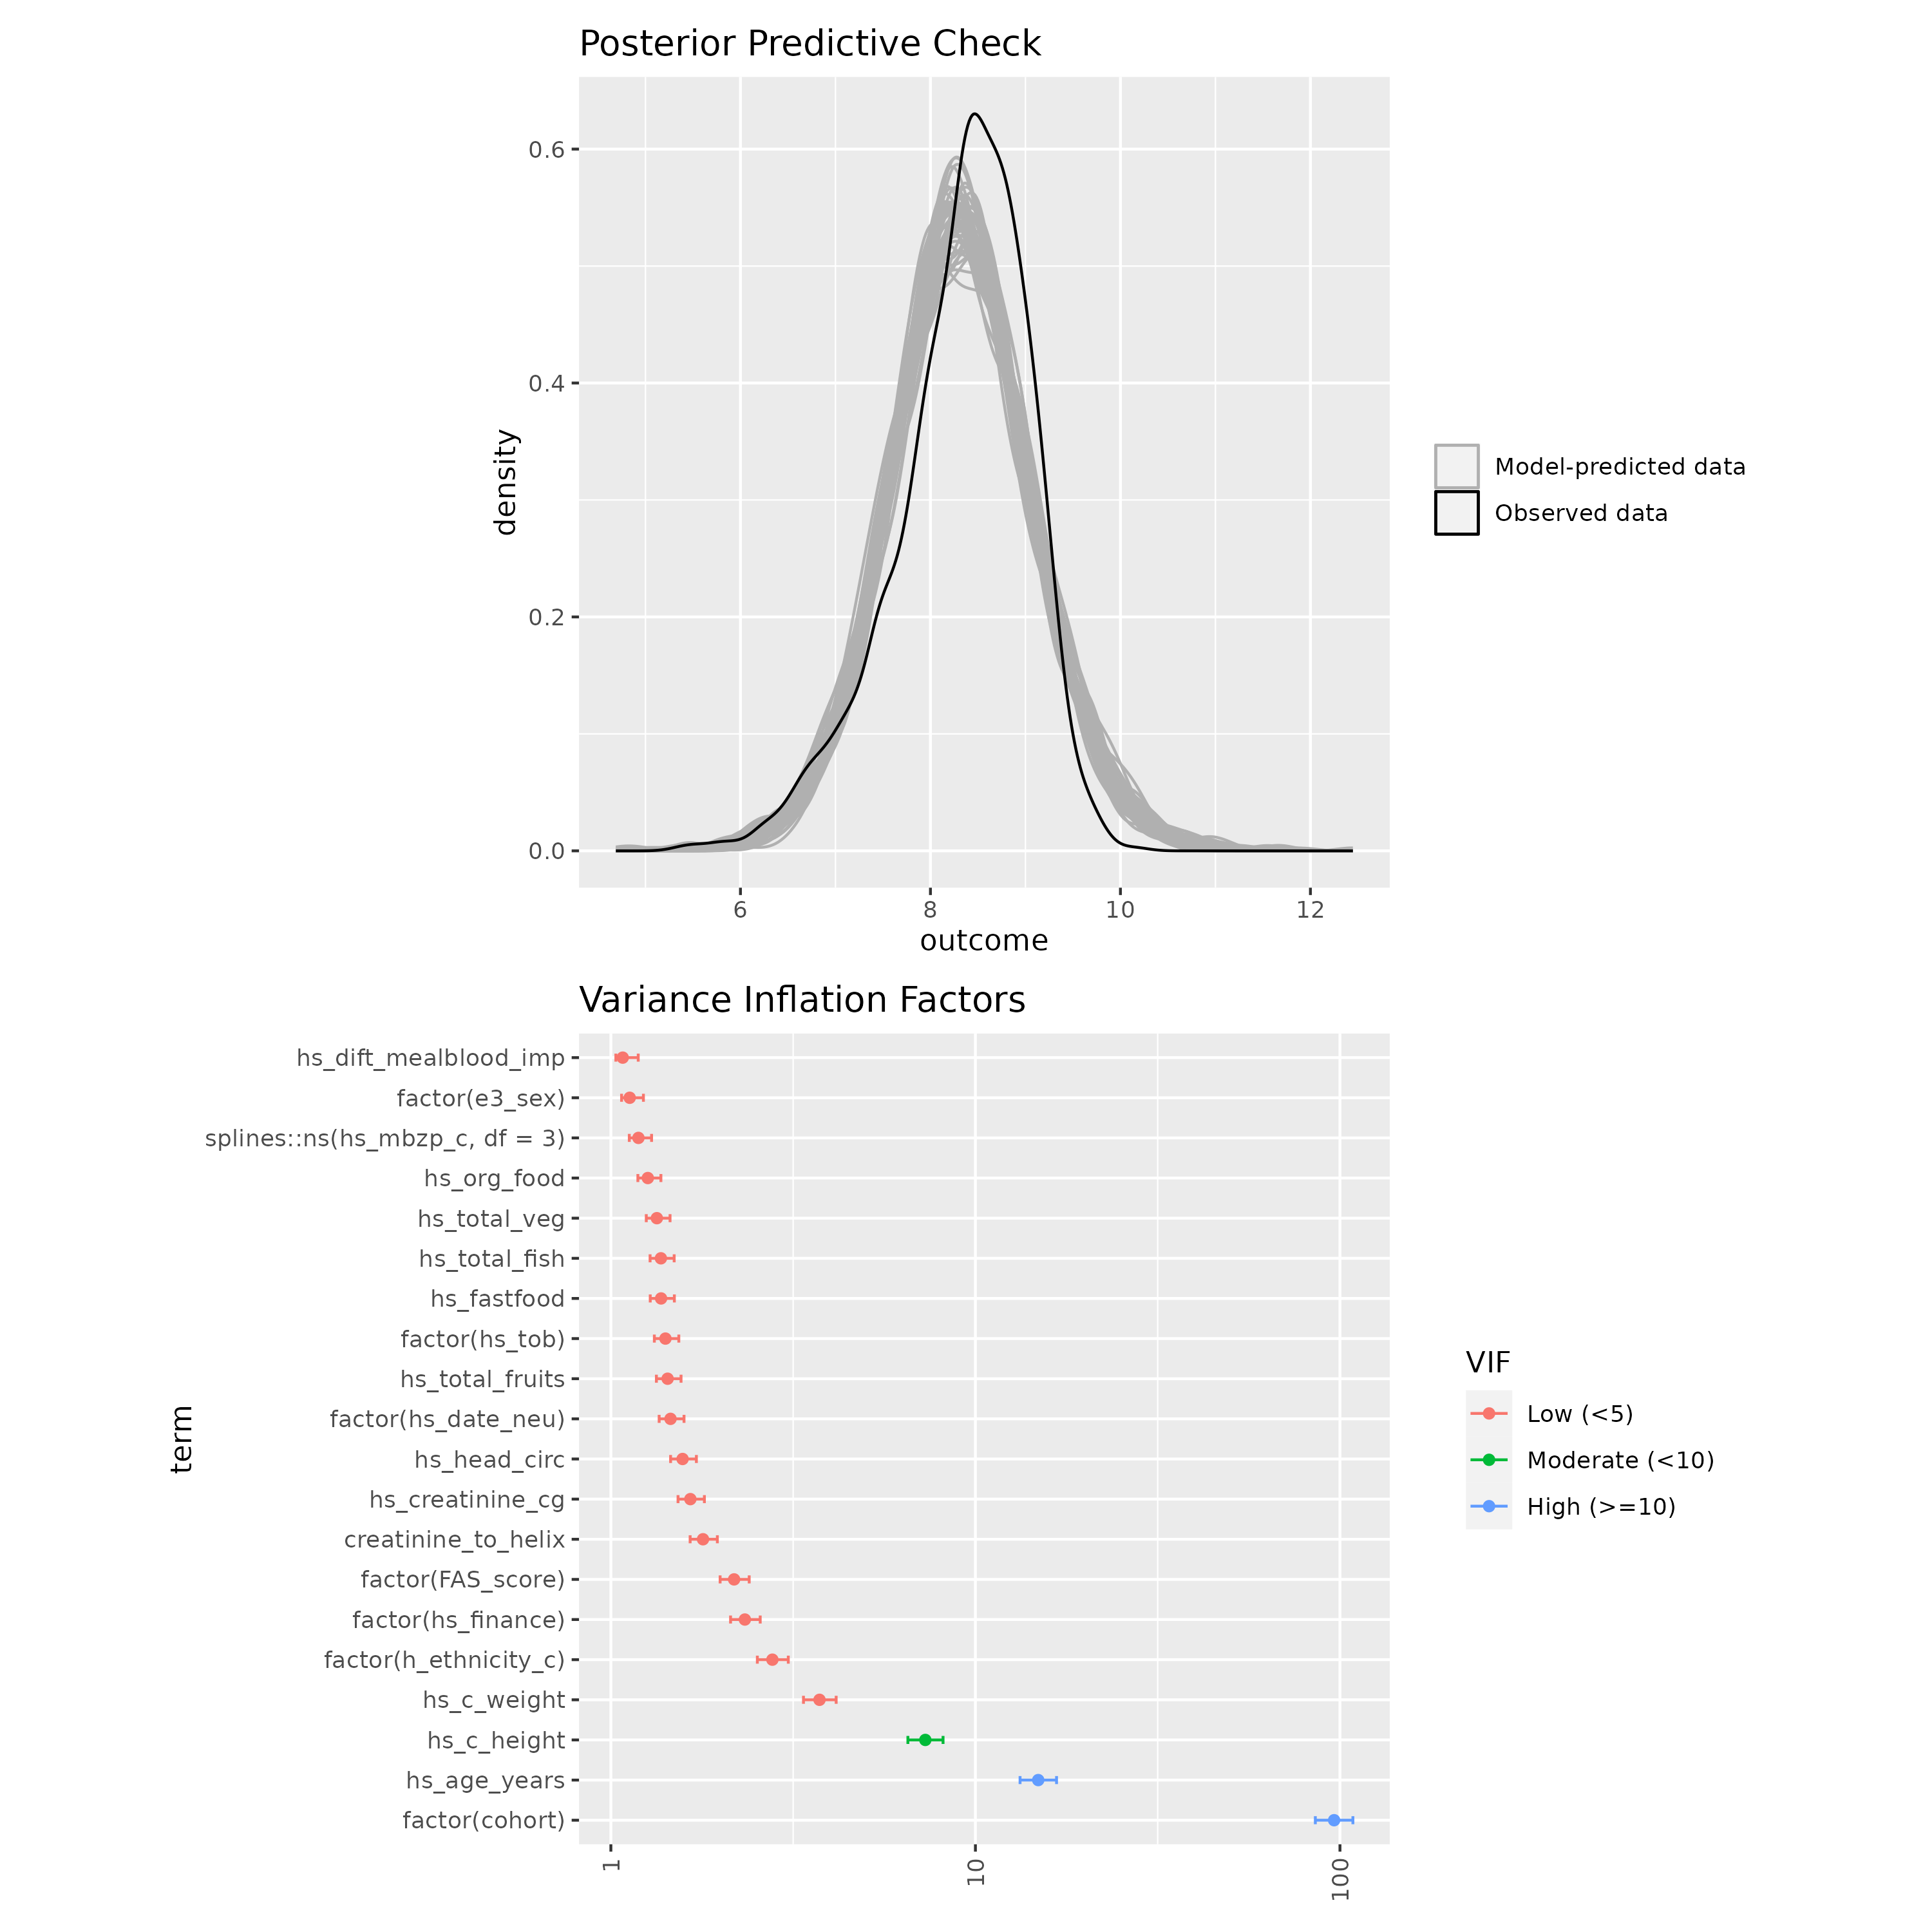 Posterior Predictive Check
0.6
0.4
0.2
0.0
density
6
8
10
12
outcome
Model-predicted data
Observed data
Variance Inflation Factors
hs_dift_mealblood_imp
factor(e3_sex)
splines::ns(hs_mbzp_c, df = 3)
hs_org_food
hs_total_veg
hs_total_fish
hs_fastfood
factor(hs_tob)
hs_total_fruits
factor(hs_date_neu)
hs_head_circ
hs_creatinine_cg
creatinine_to_helix
factor(FAS_score)
factor(hs_finance)
factor(h_ethnicity_c)
hs_c_weight
hs_c_height
hs_age_years
factor(cohort)
term
1
10
100
VIF
Low (<5)
Moderate (<10)
High (>=10)